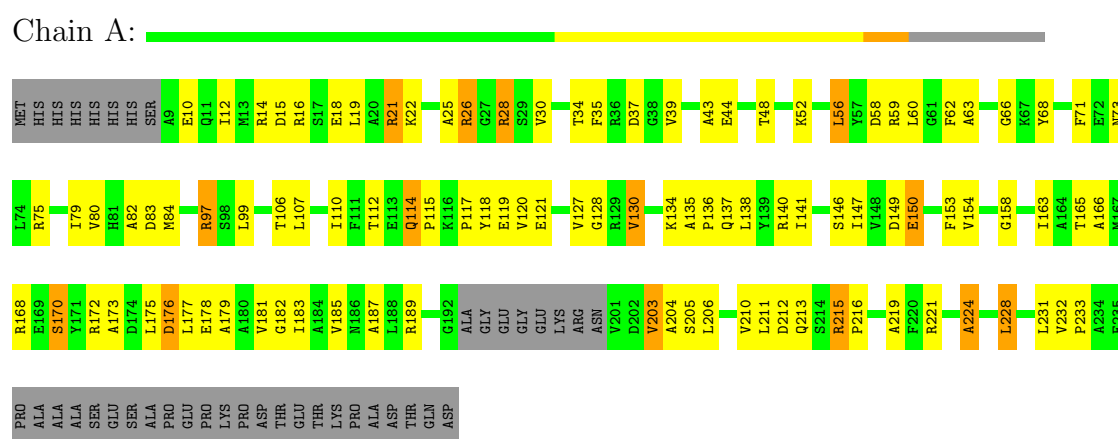 Chain A:
MET HIS HIS HIS HIS HIS HIS SER A9 E10 Q11 I12 M13 R14 D15 R16 S17 E18 L19 A20 R21 K22 A25 R26 G27 R28 S29 V30 T34 F35 R36 D37 G38 V39 A43 E44 T48 K52 L56 Y57 D58 R59 L60 G61 F62 A63 G66 K67 Y68 F71 E72 N73
L74 R75 I79 V80 H81 A82 D83 M84 R97 S98 L99 T106 L107 I110 F111 T112 E113 Q114 P115 K116 P117 Y118 E119 V120 E121 V127 G128 R129 V130 K134 A135 P136 Q137 L138 Y139 R140 I141 S146 I147 V148 D149 E150 F153 V154 G158 I163 A164 T165 A166 M167
R168 E169 S170 Y171 R172 A173 D174 L175 D176 L177 E178 A179 A180 V181 G182 I183 A184 V185 N186 A187 L188 R189 G192 ALA GLY GLU GLY GLU LYS ARG ASN V201 D202 V203 A204 S205 L206 V210 L211 D212 Q213 S214 R215 P216 A219 F220 R221 A224 L228 L231 V232 P233 A234 E235
PRO ALA ALA ALA SER GLU SER ALA PRO GLU PRO LYS PRO ASP THR GLU THR LYS PRO ALA ASP THR GLN ASP